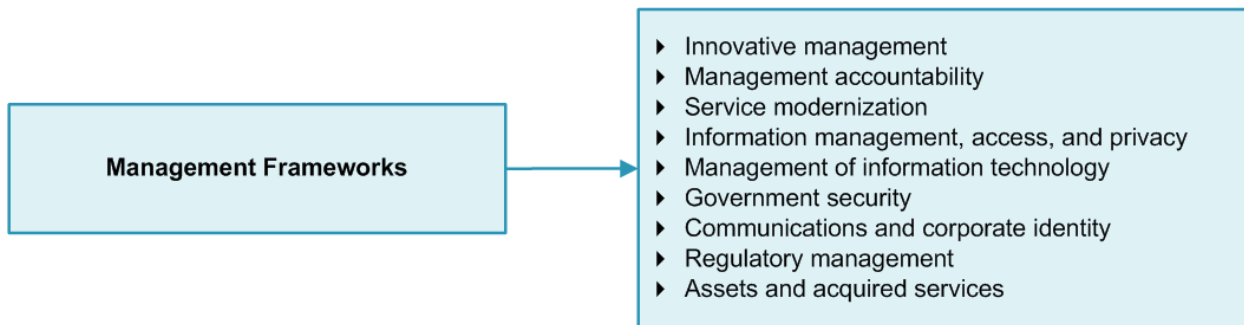 Management Frameworks
Innovative management
Management accountability
Service modernization
Information management, access, and privacy
Management of information technology
Government security
Communications and corporate identity
Regulatory management
Assets and acquired services